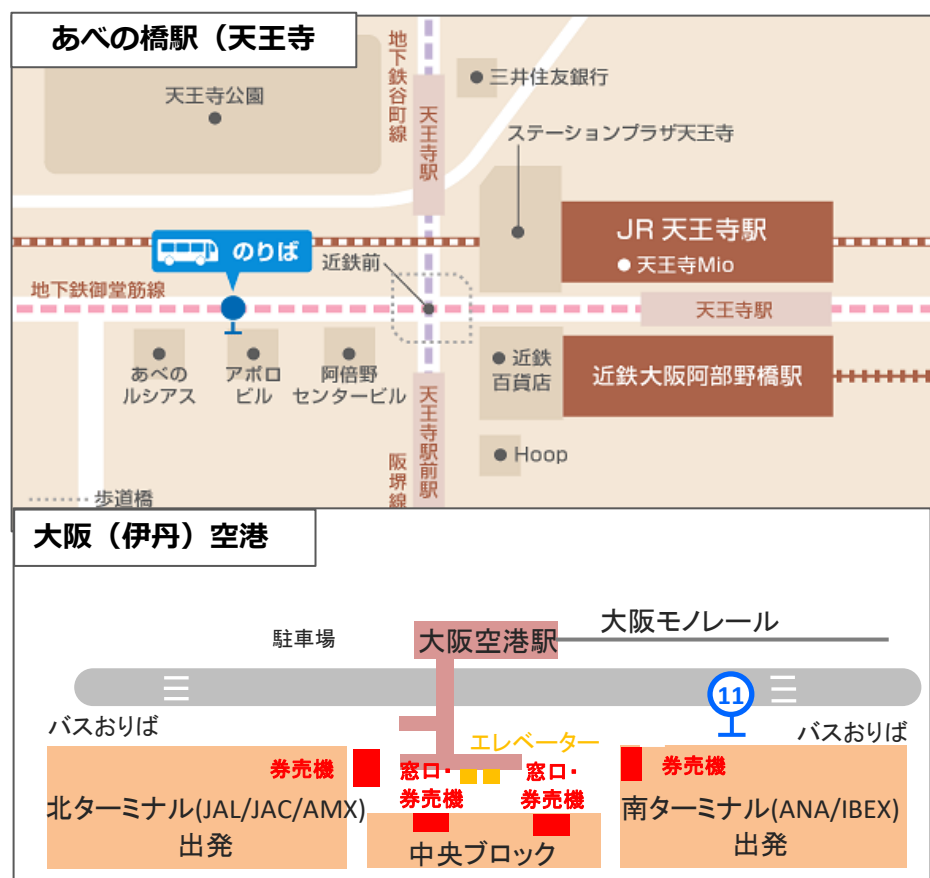 あべの橋駅（天王寺
天王寺公園
地下鉄谷町線
天王寺駅
三井住友銀行
ステーションプラザ天王寺
JR 天王寺駅
天王寺Mio
のりば
近鉄前
地下鉄御堂筋線
天王寺駅
あべの
ルシアス
アポロ
ビル
阿倍野
センタービル
近鉄
百貨店
近鉄大阪阿部野橋駅
天王寺駅前駅
阪堺線
Hoop
歩道橋
大阪（伊丹）空港
駐車場
大阪空港駅
大阪モノレール
11
バスおりば
バスおりば
エレベーター
券売機
窓口・
券売機
窓口・
券売機
券売機
北ターミナル(JAL/JAC/AMX)
出発
中央ブロック
南ターミナル(ANA/IBEX)
出発